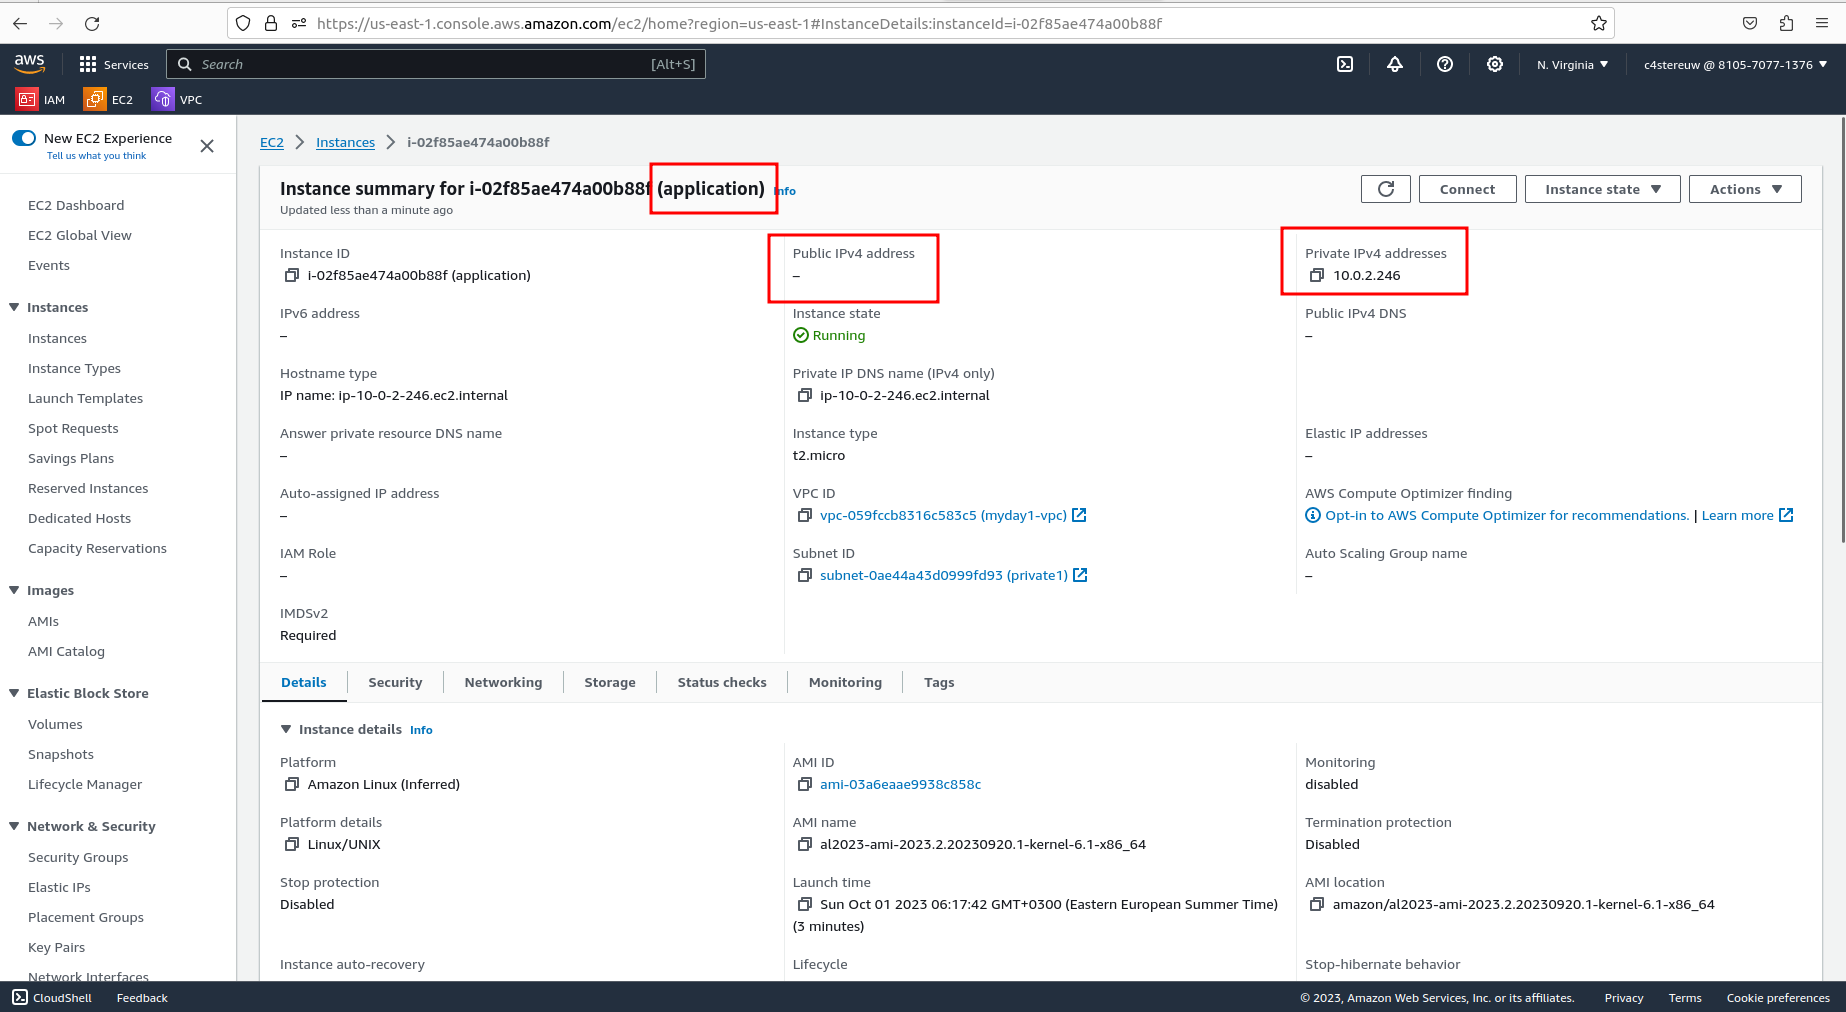 https://us-east-1.console.aws.amazon.com/ec2/home?region=us-east-1#InstanceDetails:instanceId=i-02f85ae474a00b88f
aws Services Search [Alt+S] N. Virginia c4stereuw @ 8105-7077-1376
IAM EC2 VPC
New EC2 Experience
Tell us what you think
EC2 Dashboard
EC2 Global View
Events
Instances
Instances
Instance Types
Launch Templates
Spot Requests
Savings Plans
Reserved Instances
Dedicated Hosts
Capacity Reservations
Images
AMIs
AMI Catalog
Elastic Block Store
Volumes
Snapshots
Lifecycle Manager
Network & Security
Security Groups
Elastic IPs
Placement Groups
Key Pairs
Network Interfaces
EC2 Instances i-02f85ae474a00b88f
Instance summary for i-02f85ae474a00b88f (application) Info
Updated less than a minute ago
Connect Instance state Actions
Instance ID
i-02f85ae474a00b88f (application)
Public IPv4 address
–
Private IPv4 addresses
10.0.2.246
IPv6 address
–
Instance state
Running
Public IPv4 DNS
–
Hostname type
IP name: ip-10-0-2-246.ec2.internal
Private IP DNS name (IPv4 only)
ip-10-0-2-246.ec2.internal
Answer private resource DNS name
–
Instance type
t2.micro
Elastic IP addresses
–
Auto-assigned IP address
–
VPC ID
vpc-059fccb8316c583c5 (myday1-vpc)
AWS Compute Optimizer finding
Opt-in to AWS Compute Optimizer for recommendations. | Learn more
IAM Role
–
Subnet ID
subnet-0ae44a43d0999fd93 (private1)
Auto Scaling Group name
–
IMDSv2
Required
Details Security Networking Storage Status checks Monitoring Tags
Instance details Info
Platform
Amazon Linux (Inferred)
AMI ID
ami-03a6eaae9938c858c
Monitoring
disabled
Platform details
Linux/UNIX
AMI name
al2023-ami-2023.2.20230920.1-kernel-6.1-x86_64
Termination protection
Disabled
Stop protection
Disabled
Launch time
Sun Oct 01 2023 06:17:42 GMT+0300 (Eastern European Summer Time)
(3 minutes)
AMI location
amazon/al2023-ami-2023.2.20230920.1-kernel-6.1-x86_64
Instance auto-recovery
Lifecycle
Stop-hibernate behavior
CloudShell Feedback © 2023, Amazon Web Services, Inc. or its affiliates. Privacy Terms Cookie preferences